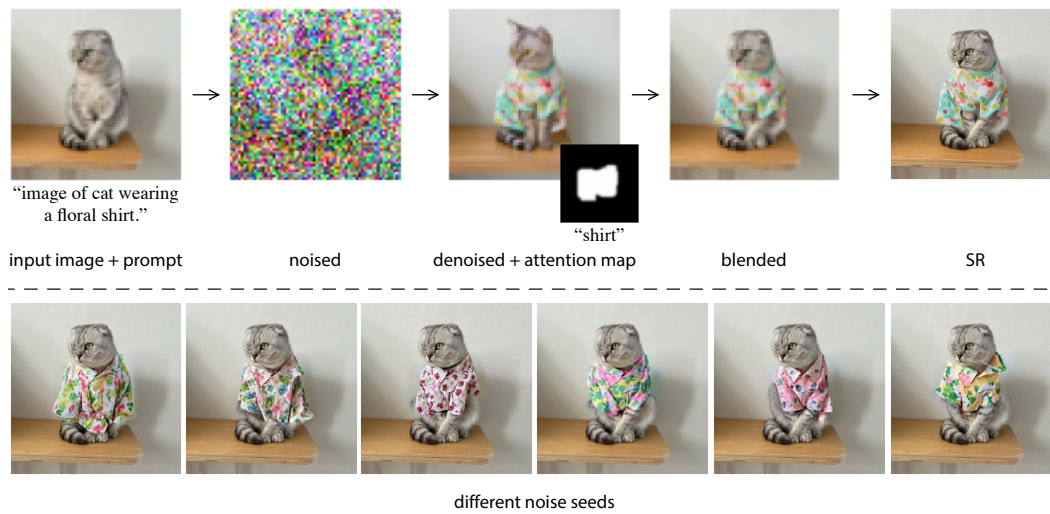 “image of cat wearing
a floral shirt.”
“shirt”
input image + prompt
noised
denoised + attention map
blended
SR
different noise seeds